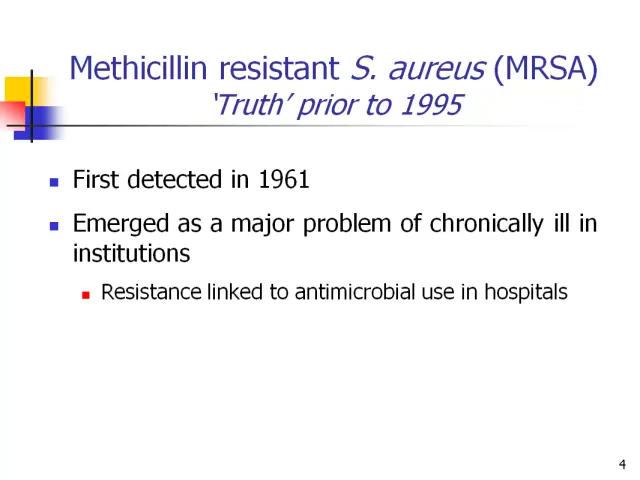 Methicillin resistant S. aureus (MRSA)
‘Truth’ prior to 1995
First detected in 1961
Emerged as a major problem of chronically ill in
institutions
Resistance linked to antimicrobial use in hospitals
4